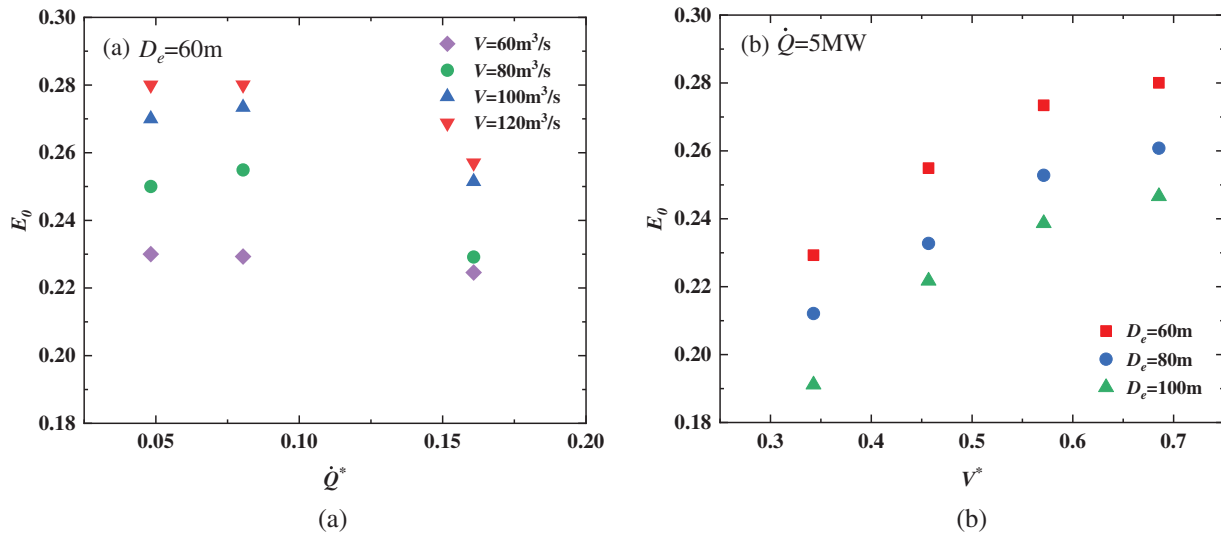 (a) Dₑ=60m
V=60m³/s
V=80m³/s
V=100m³/s
V=120m³/s
0.30
0.28
0.26
0.24
0.22
0.20
0.18
E₀
0.05 0.10 0.15 0.20
Q̇*
(a)
(b) Q̇=5MW
0.30
0.28
0.26
0.24
0.22
0.20
0.18
E₀
Dₑ=60m
Dₑ=80m
Dₑ=100m
0.3 0.4 0.5 0.6 0.7
V*
(b)